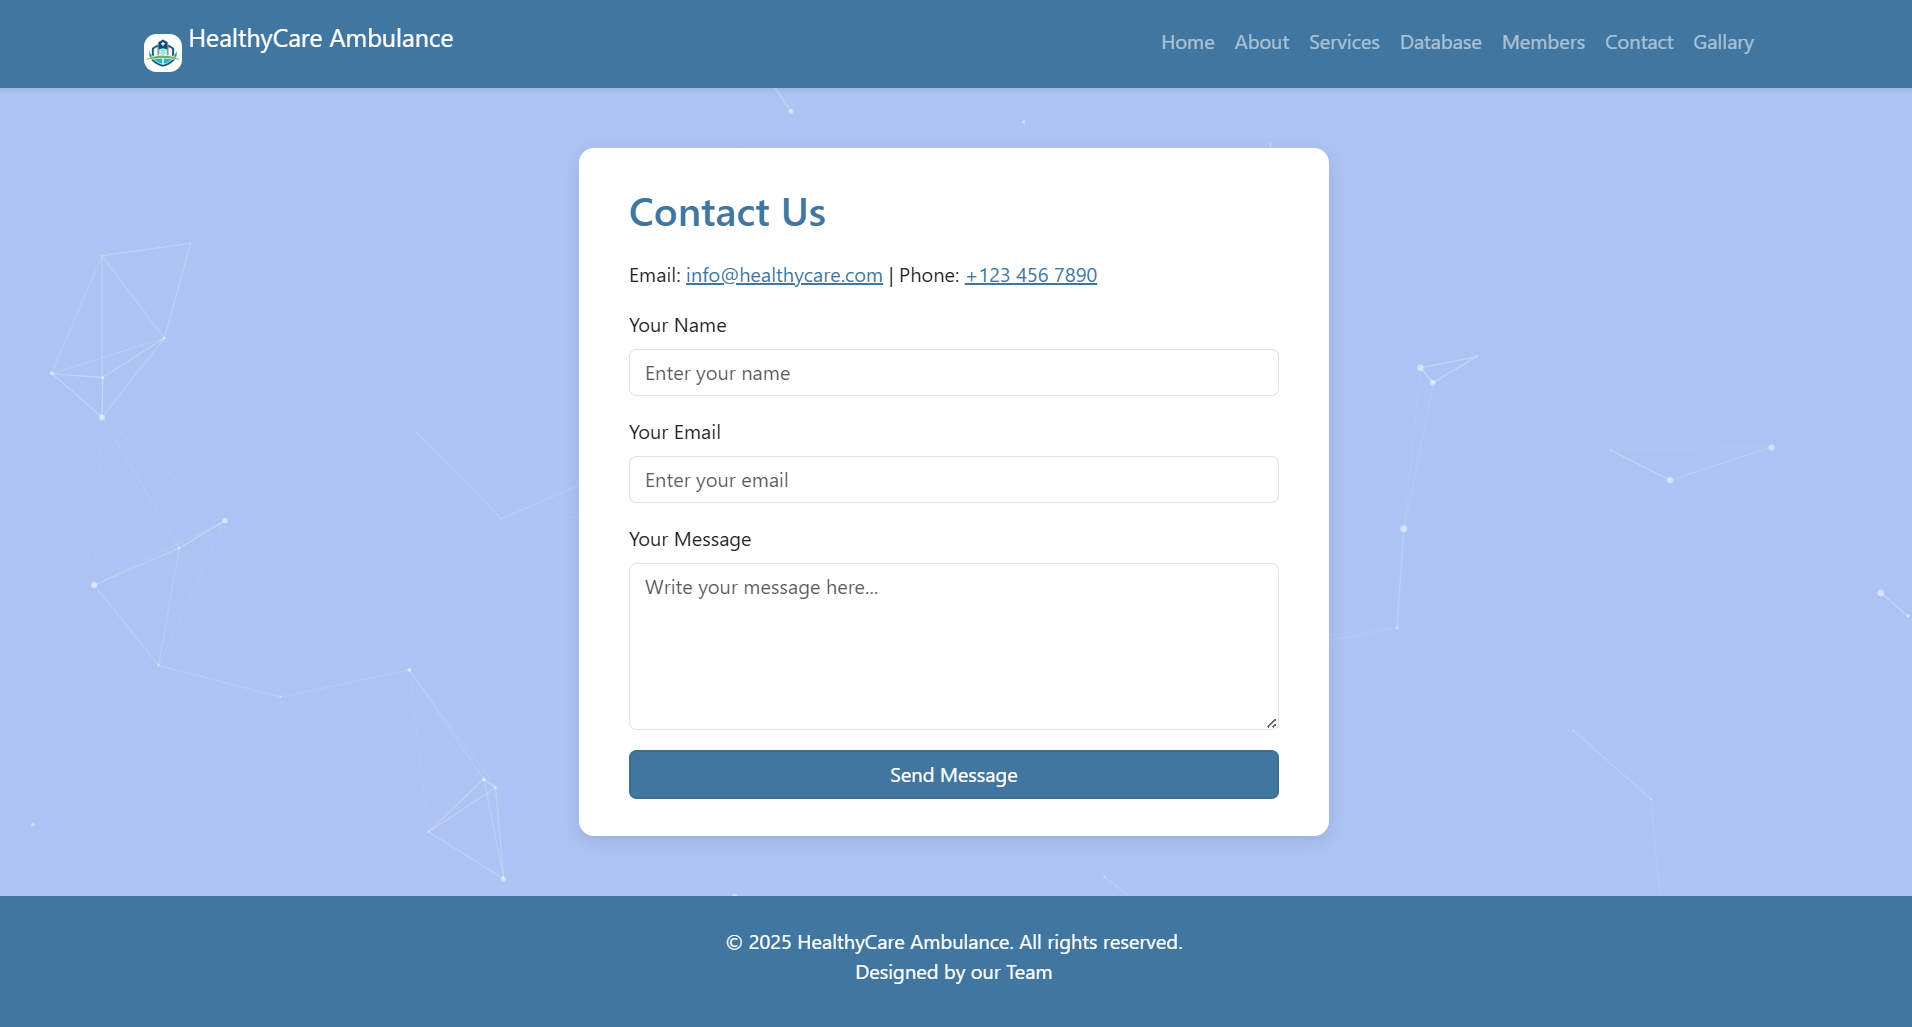 HealthyCare Ambulance
Home About Services Database Members Contact Gallary
Contact Us
Email: info@healthycare.com | Phone: +123 456 7890
Your Name
Enter your name
Your Email
Enter your email
Your Message
Write your message here...
Send Message
© 2025 HealthyCare Ambulance. All rights reserved.
Designed by our Team